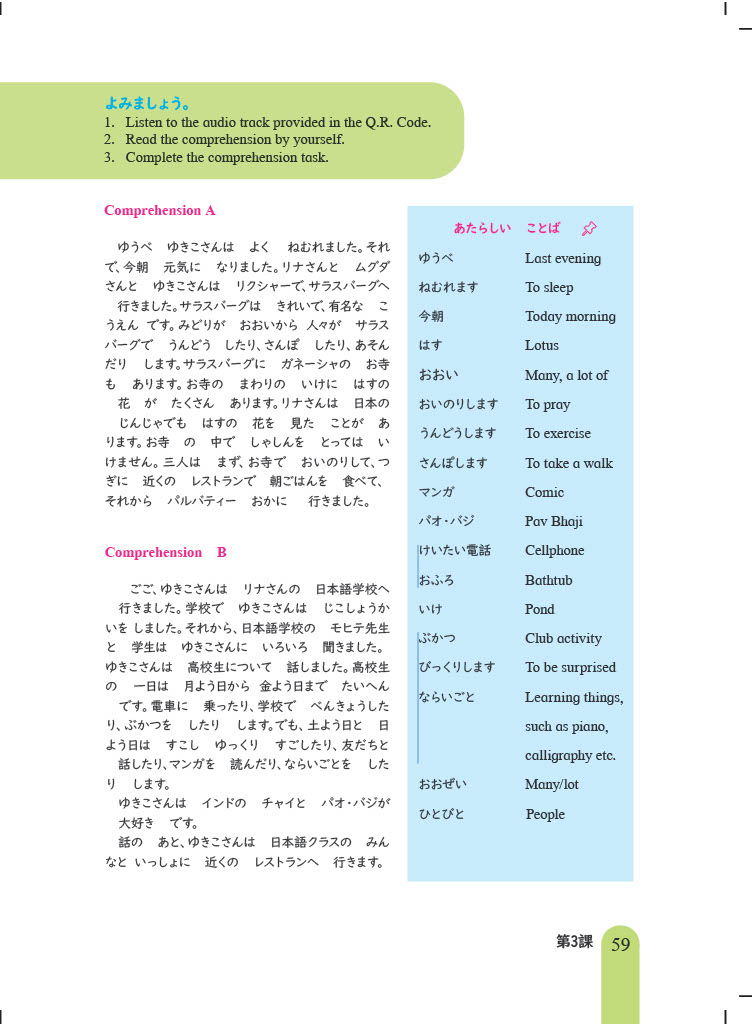 よみましょう。
1. Listen to the audio track provided in the Q.R. Code.
2. Read the comprehension by yourself.
3. Complete the comprehension task.
Comprehension A
ゆうべ　ゆきこさんは　よく　ねむれました。それ
で、今朝　元気に　なりました。リナさんと　ムグダ
さんと　ゆきこさんは　リクシャーで、サラスバーグへ
行きました。サラスバーグは　きれいで、有名な　こ
うえん です。みどりが　おおいから 人々が　サラス
バーグで　うんどう　したり、さんぽ　したり、あそん
だり　します。サラスバーグに　ガネーシャの　お寺
も　あります。お寺の　まわりの　いけに　はすの
花　が　たくさん　あります。リナさんは　日本の
じんじゃでも　はすの　花を　見た　ことが　あ
ります。お寺　の　中で　しゃしんを　とっては　い
けません。三人は　まず、お寺で　おいのりして、つ
ぎに　近くの　レストランで　朝ごはんを　食べて、
それから　パルバティー　おかに　行きました。
Comprehension B
ごご、ゆきこさんは　リナさんの　日本語学校へ
行きました。学校で　ゆきこさんは　じこしょうか
いを しました。それから、日本語学校の　モヒテ先生
と　学生は　ゆきこさんに　いろいろ　聞きました。
ゆきこさんは　高校生について　話しました。高校生
の　一日は　月よう日から　金よう日まで　たいへん
です。電車に　乗ったり、学校で　べんきょうした
り、ぶかつを　したり　します。でも、土よう日と　日
よう日は　すこし　ゆっくり　すごしたり、友だちと
話したり、マンガを　読んだり、ならいごとを　した
り　します。
ゆきこさんは　インドの　チャイと　パオ・バジが
大好き　です。
話の　あと、ゆきこさんは　日本語クラスの　みん
なと いっしょに　近くの　レストランへ　行きます。
あたらしい　ことば
ゆうべ Last evening
ねむれます To sleep
今朝 Today morning
はす Lotus
おおい Many, a lot of
おいのりします To pray
うんどうします To exercise
さんぽします To take a walk
マンガ Comic
パオ・バジ Pav Bhaji
けいたい電話 Cellphone
おふろ Bathtub
いけ Pond
ぶかつ Club activity
びっくりします To be surprised
ならいごと Learning things,
such as piano,
calligraphy etc.
おおぜい Many/lot
ひとびと People
第3課 59